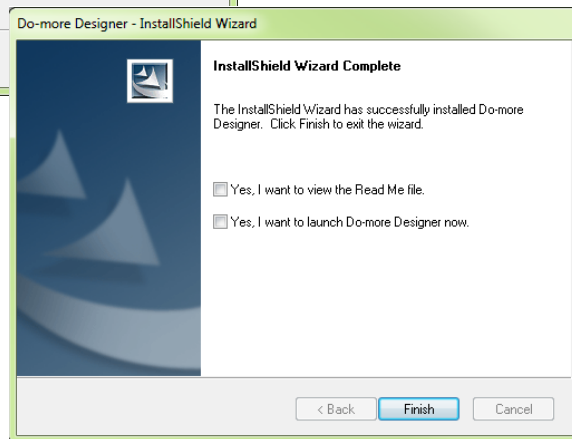 Do-more Designer - InstallShield Wizard
InstallShield Wizard Complete
The InstallShield Wizard has successfully installed Do-more
Designer. Click Finish to exit the wizard.
Yes, I want to view the Read Me file.
Yes, I want to launch Do-more Designer now.
< Back
Finish
Cancel